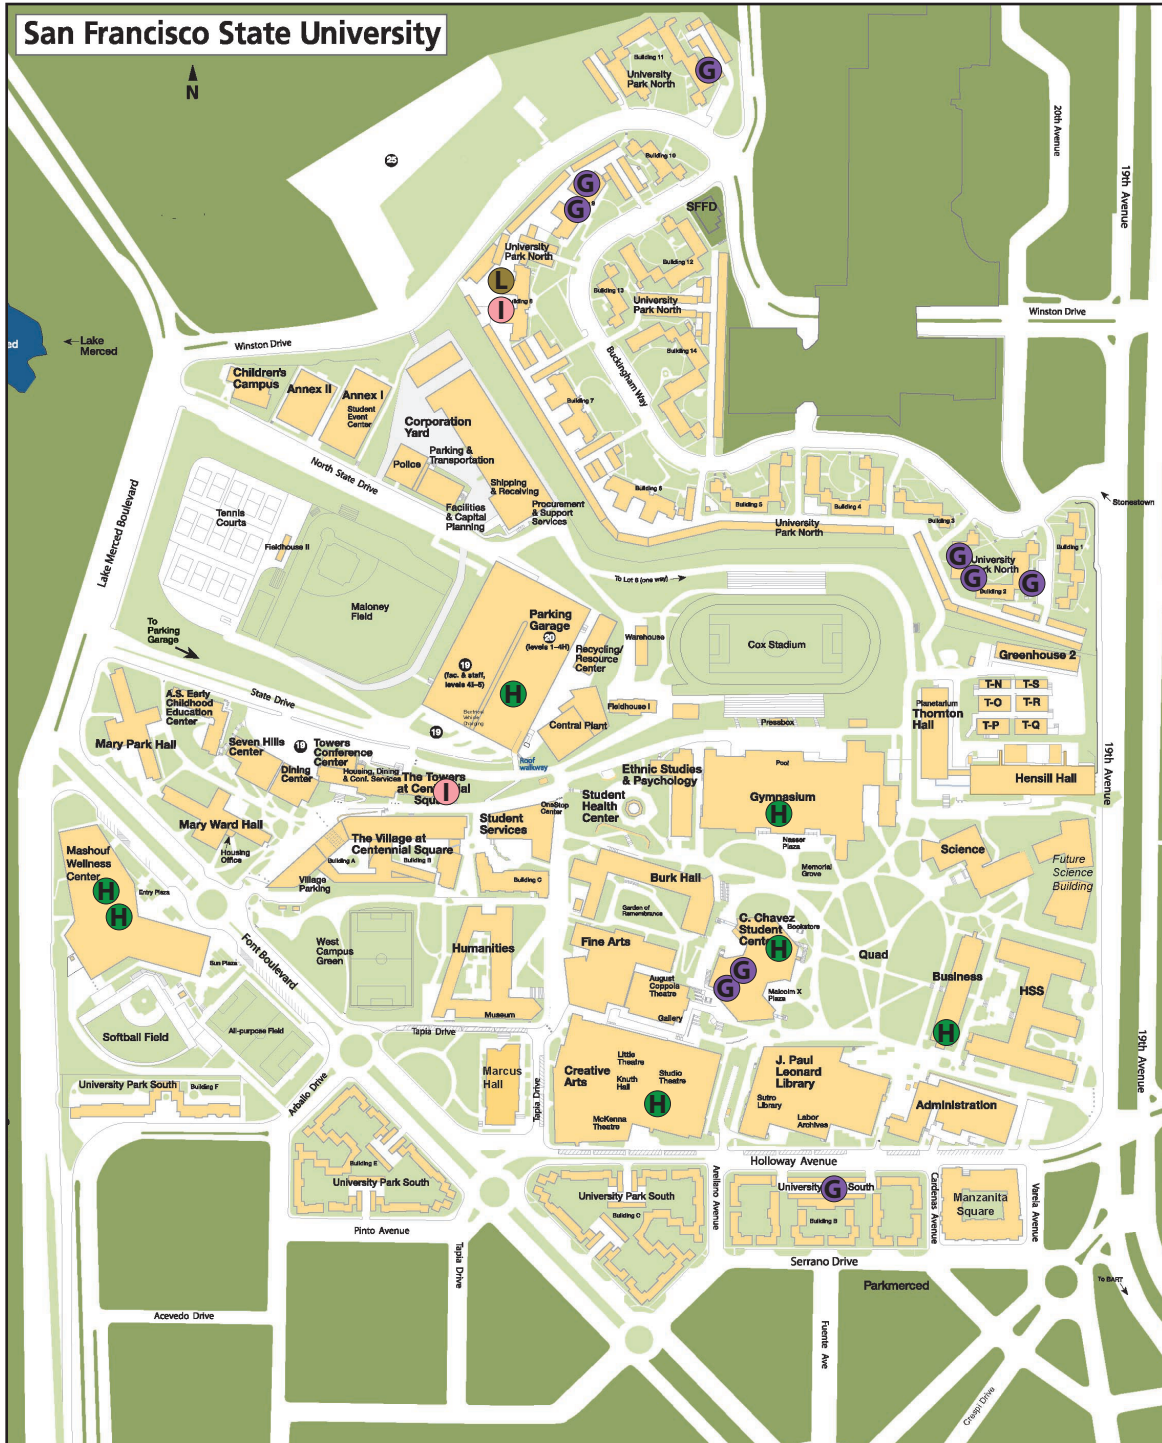 San Francisco State University
N
Building 11
University
Park North
G
20th Avenue
19th Avenue
25
Building 10
G
G
9
SFFD
University
Park North
Building 12
L
I
Building 13
University
Park North
Winston Drive
Lake
Merced
ed
Winston Drive
Building 14
Buckingham Way
Children's
Campus
Annex II
Annex I
Student
Event
Center
Building 7
Corporation
Yard
Parking &
Transportation
Police
North State Drive
Shipping
& Receiving
Facilities
& Capital
Planning
Procurement
& Support
Services
Building 6
Building 5
Building 4
Building 3
Stonestown
University
Park North
Lake Merced Boulevard
Tennis
Courts
Fieldhouse II
Building 1
G
G
G
University
Park North
Building 2
To Lot 6 (one way)
Maloney
Field
Parking
Garage
20
(levels 1-4H)
To
Parking
Garage
Warehouse
Cox Stadium
Recycling/
Resource
Center
Greenhouse 2
19
(fac. & staff,
levels 4I-5)
H
Electrical
Vehicle
Charging
T-N
T-S
T-O
T-R
T-P
T-Q
State Drive
A.S. Early
Childhood
Education
Center
Fieldhouse I
Planetarium
Thornton
Hall
Central Plant
Pressbox
19
Mary Park Hall
Seven Hills
Center
19
Towers
Conference
Center
Roof
walkway
19th Avenue
Dining
Center
Housing, Dining
& Conf. Services
The Towers
at Centennial
Square
I
Ethnic Studies
& Psychology
Pool
Hensill Hall
Student
Health
Center
Gymnasium
H
OneStop
Center
Mary Ward Hall
Student
Services
Housing
Office
The Village at
Centennial Square
Building A
Building B
Nasser
Plaza
Science
Mashouf
Wellness
Center
Future
Science
Building
Memorial
Grove
Village
Parking
Building C
Burk Hall
H
H
Entry Plaza
Garden of
Remembrance
C. Chavez
Student
Center
Bookstore
H
West
Campus
Green
Humanities
Fine Arts
Quad
Font Boulevard
Sun Plaza
G
G
August
Coppola
Theatre
Malcolm X
Plaza
Business
HSS
Museum
Gallery
Softball Field
All-purpose Field
Tapia Drive
H
19th Avenue
Little
Theatre
J. Paul
Leonard
Library
Creative
Arts
Knuth
Hall
Studio
Theatre
Marcus
Hall
University Park South
Building F
Arballo Drive
Tapia Drive
H
Sutro
Library
McKenna
Theatre
Labor
Archives
Administration
Holloway Avenue
Building E
University Park South
University Park South
Building C
Arellano Avenue
University
G
South
Building B
Cardenas Avenue
Manzanita
Square
Varela Avenue
Pinto Avenue
Tapia Drive
Serrano Drive
Parkmerced
To BART
Acevedo Drive
Fuente Ave
Crespi Drive